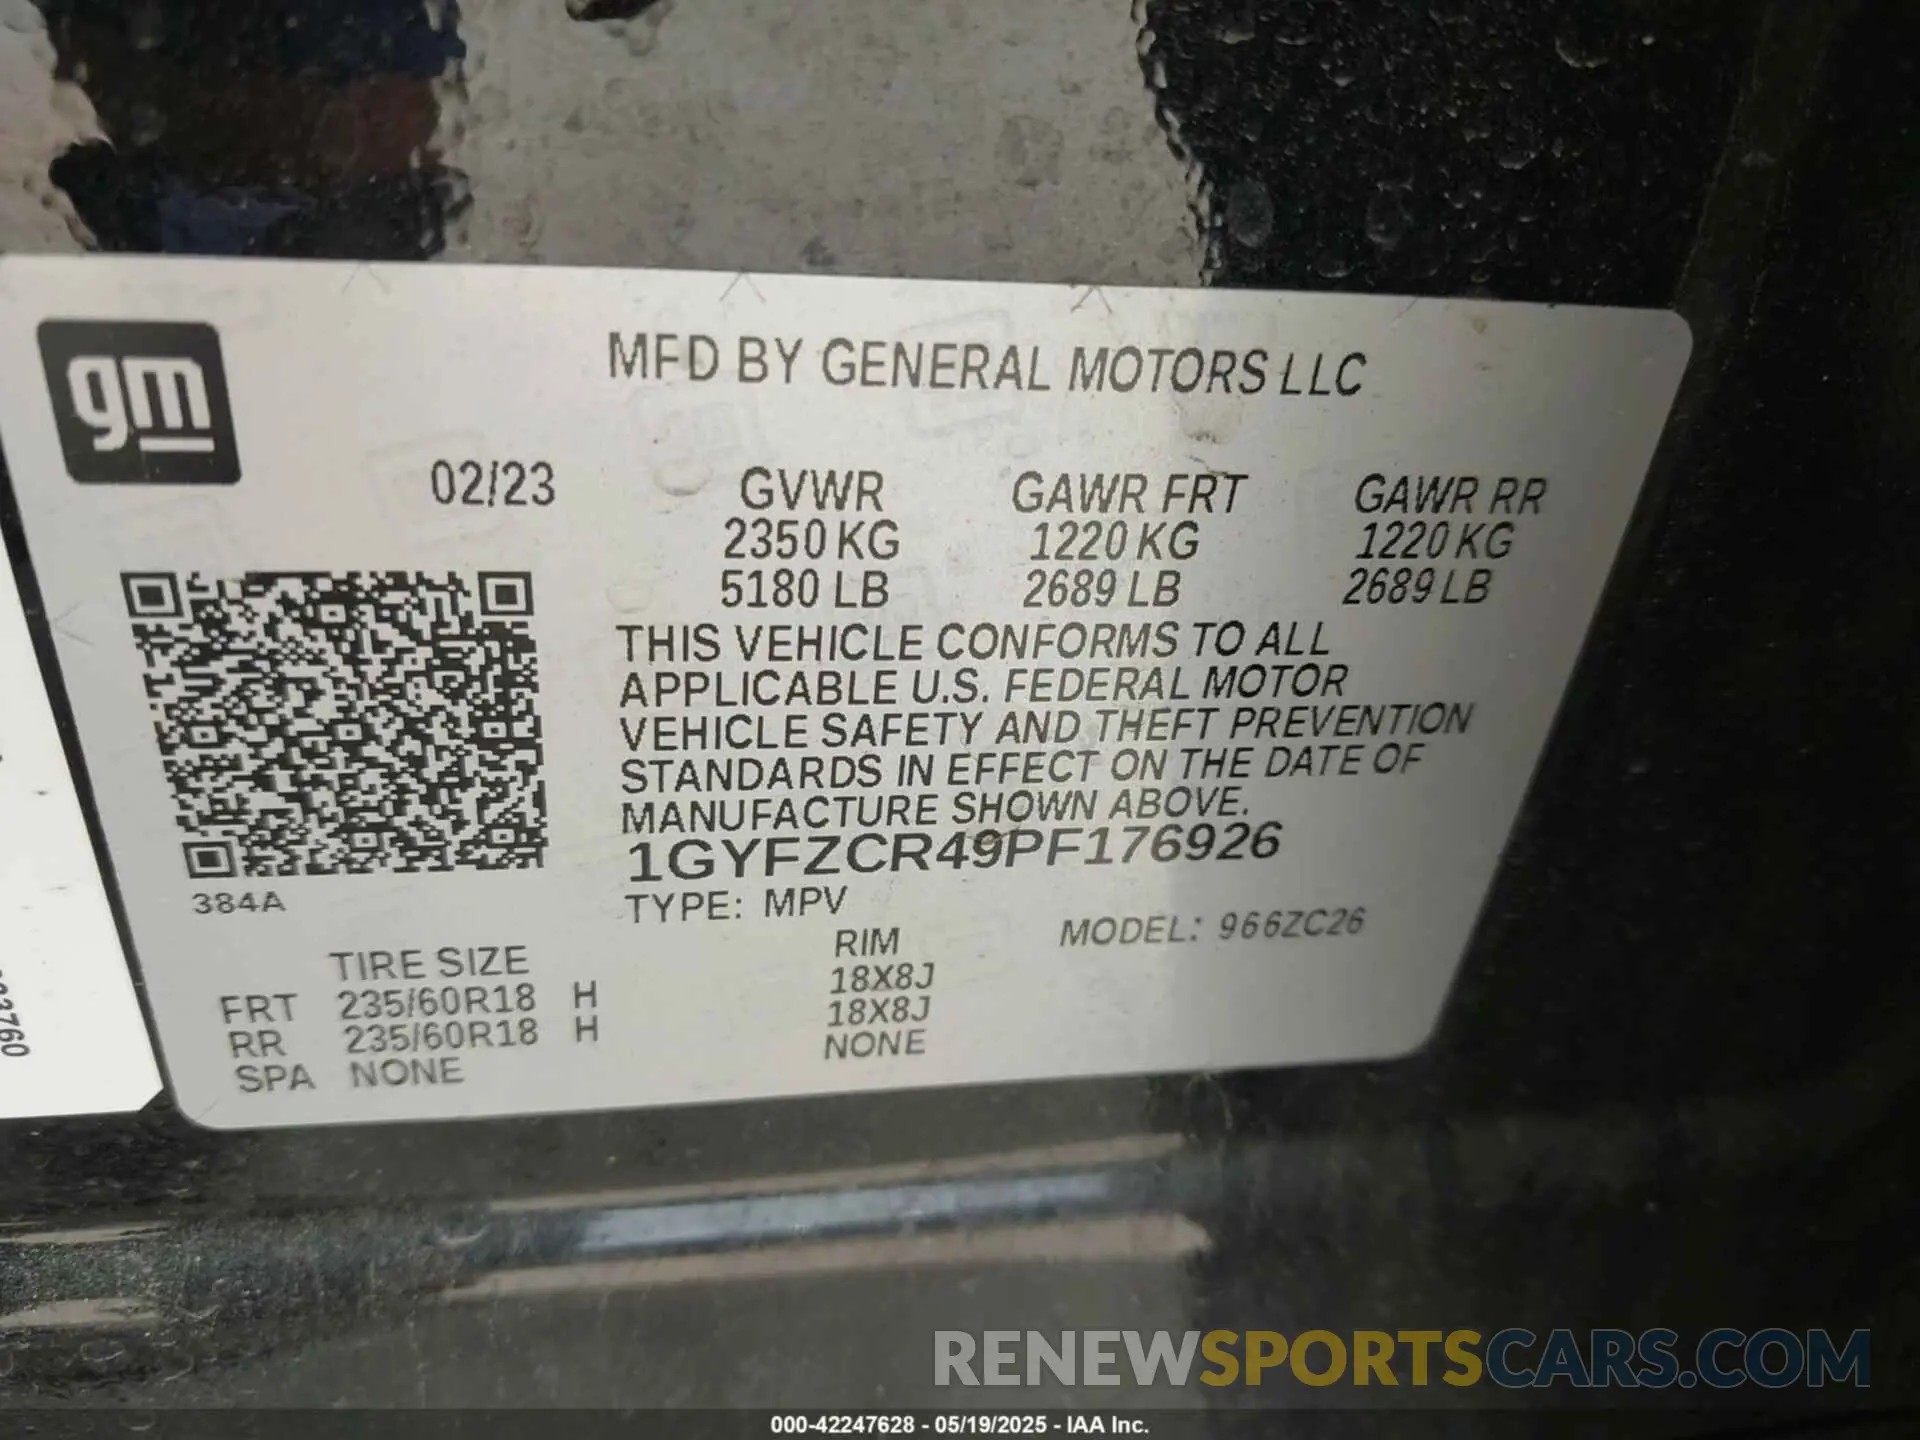 gm
MFD BY GENERAL MOTORS LLC
02/23
GVWR GAWR FRT GAWR RR
2350 KG 1220 KG 1220 KG
5180 LB 2689 LB 2689 LB
THIS VEHICLE CONFORMS TO ALL
APPLICABLE U.S. FEDERAL MOTOR
VEHICLE SAFETY AND THEFT PREVENTION
STANDARDS IN EFFECT ON THE DATE OF
MANUFACTURE SHOWN ABOVE.
1GYFZCR49PF176926
384A
TYPE: MPV
MODEL: 966ZC26
TIRE SIZE RIM
FRT 235/60R18 H 18X8J
RR 235/60R18 H 18X8J
SPA NONE NONE
RENEWSPORTSCARS.COM
000-42247628 - 05/19/2025 - IAA Inc.